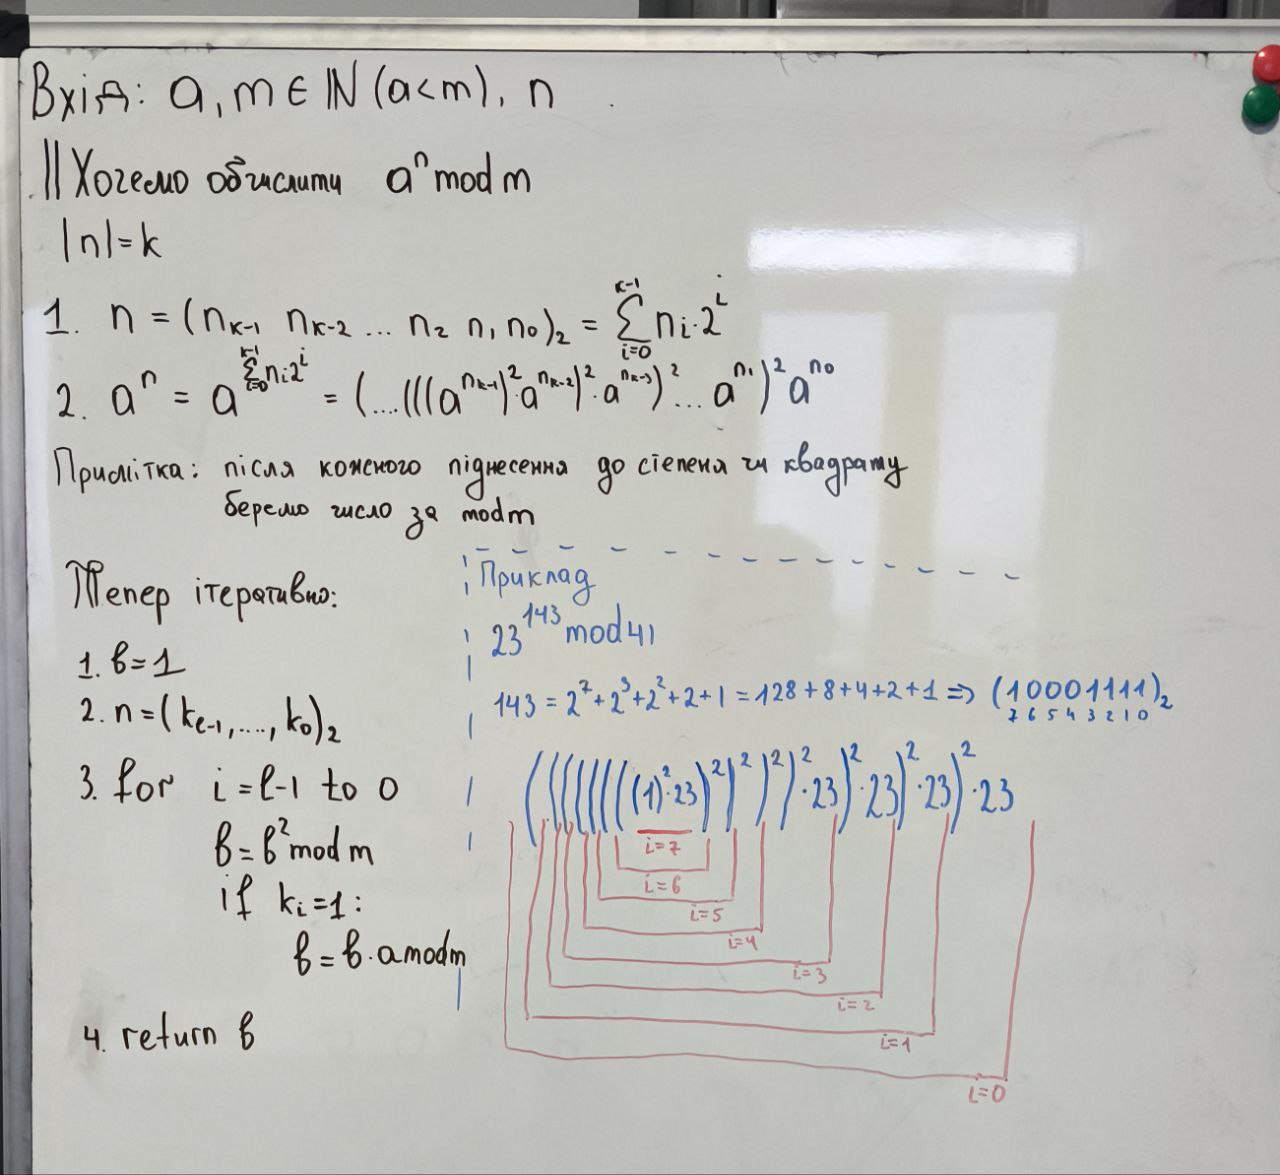 Вхід: a, m ∈ ℕ (a<m), n
|| Хочемо обчислити aⁿ mod m
|n|=k
1. n = (n_{k-1} n_{k-2} ... n_2 n_1 n_0)_2 = \sum_{i=0}^{k-1} n_i·2^i
2. a^n = a^{\sum_{i=0}^{k-1} n_i 2^i} = (....(((a^{n_{k-1}})^2·a^{n_{k-2}})^2·a^{n_{k-3}})^2 ... a^{n_1})^2 a^{n_0}
Примітка: після кожного піднесення до степеня чи квадрату
беремо число за mod m
Тепер ітеративно:
1. b=1
2. n=(k_{ℓ-1},...., k_0)_2
3. for i = ℓ-1 to 0
b = b^2 mod m
if k_i=1:
b = b·a mod m
4. return b
Приклад
23^{143} mod 41
143 = 2^7+2^3+2^2+2+1 = 128+8+4+2+1 => (10001111)_2
7 6 5 4 3 2 1 0
((((((((1)^2·23)^2)^2)^2)^2·23)^2·23)^2·23)^2·23
i=7
i=6
i=5
i=4
i=3
i=2
i=1
i=0